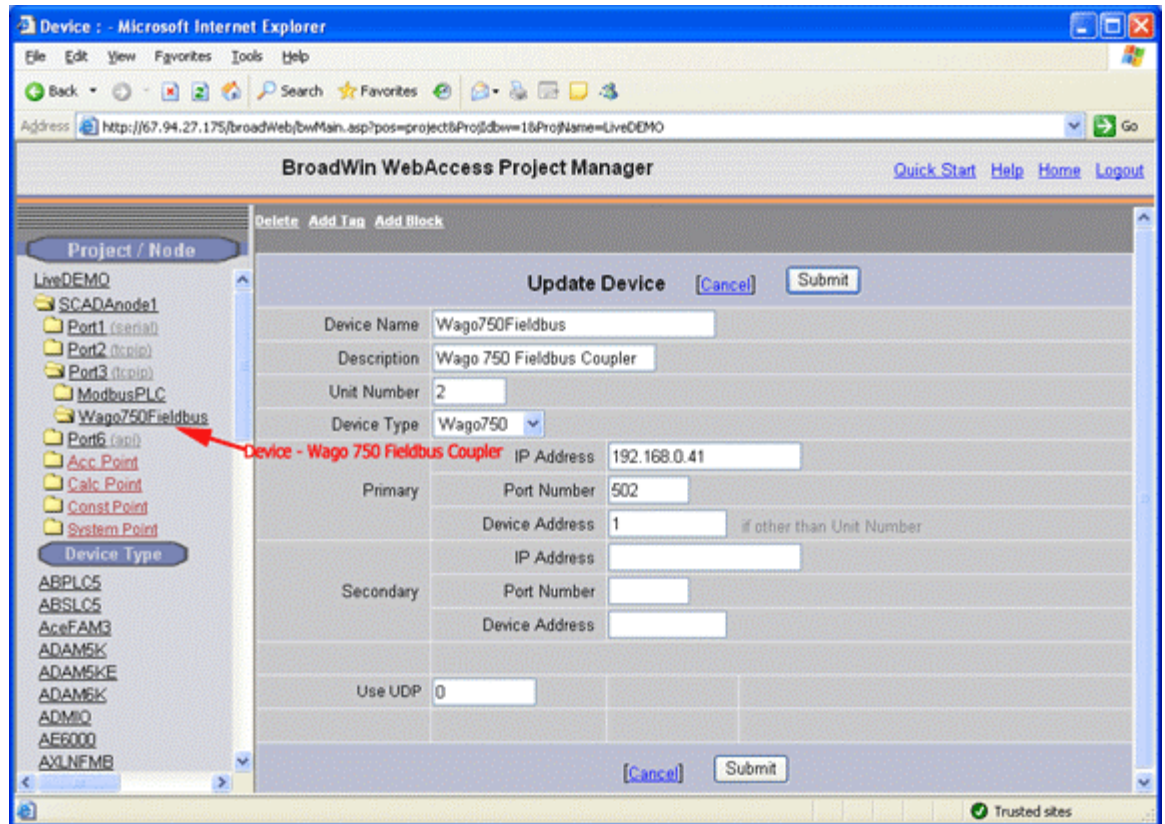 Device : - Microsoft Internet Explorer
File Edit View Favorites Tools Help
Back Search Favorites
Address http://67.94.27.175/broadWeb/bwMain.asp?pos=project&ProjIdbw=1&ProjName=LiveDEMO Go
BroadWin WebAccess Project Manager Quick Start Help Home Logout
Delete Add Tag Add Block
Project / Node
LiveDEMO
SCADAnode1
Port1 (serial)
Port2 (tcpip)
Port3 (tcpip)
ModbusPLC
Wago750Fieldbus
Port6 (api)
Acc Point
Calc Point
Const Point
System Point
Device Type
ABPLC5
ABSLC5
AceFAM3
ADAM5K
ADAM5KE
ADAM6K
ADMIO
AE6000
AXLNFMB
Update Device [Cancel] Submit
Device Name Wago750Fieldbus
Description Wago 750 Fieldbus Coupler
Unit Number 2
Device Type Wago750
Device - Wago 750 Fieldbus Coupler
Primary
IP Address 192.168.0.41
Port Number 502
Device Address 1 if other than Unit Number
Secondary
IP Address
Port Number
Device Address
Use UDP 0
[Cancel] Submit
Trusted sites